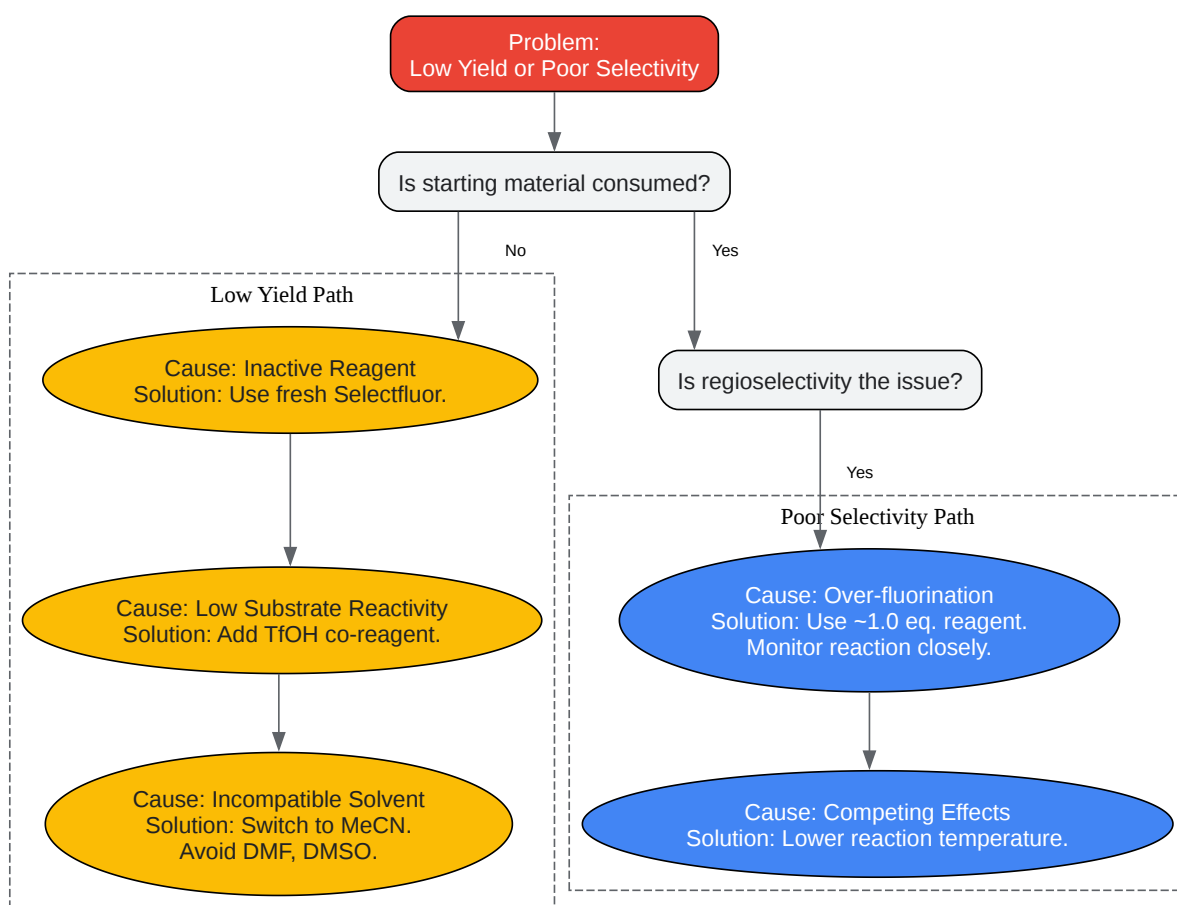 Problem:
Low Yield or Poor Selectivity
Is starting material consumed?
No
Yes
Low Yield Path
Cause: Inactive Reagent
Solution: Use fresh Selectfluor.
Is regioselectivity the issue?
Yes
Poor Selectivity Path
Cause: Low Substrate Reactivity
Solution: Add TfOH co-reagent.
Cause: Over-fluorination
Solution: Use ~1.0 eq. reagent.
Monitor reaction closely.
Cause: Incompatible Solvent
Solution: Switch to MeCN.
Avoid DMF, DMSO.
Cause: Competing Effects
Solution: Lower reaction temperature.